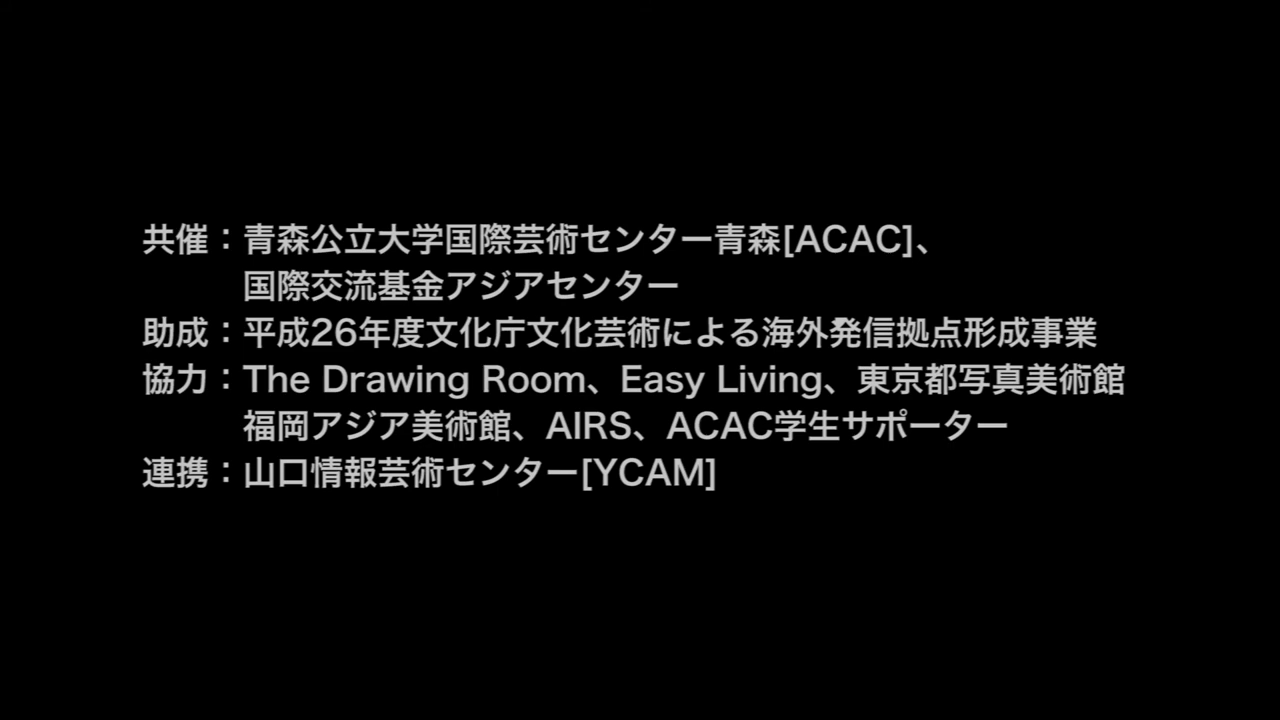 共催：青森公立大学国際芸術センター青森[ACAC]、
国際交流基金アジアセンター
助成：平成26年度文化庁文化芸術による海外発信拠点形成事業
協力：The Drawing Room、Easy Living、東京都写真美術館
福岡アジア美術館、AIRS、ACAC学生サポーター
連携：山口情報芸術センター[YCAM]